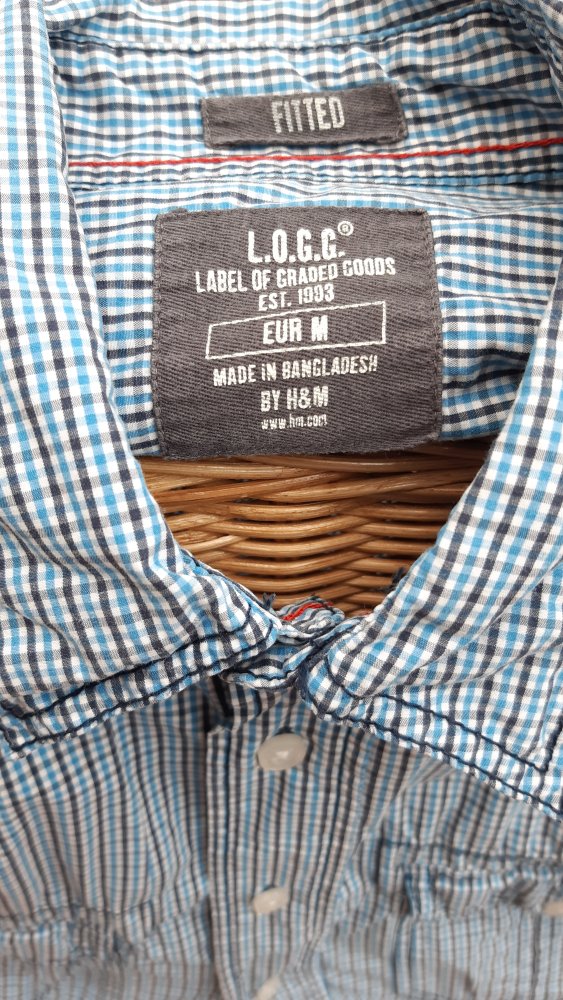 FITTED
L.O.G.G.®
LABEL OF GRADED GOODS
EST. 1993
EUR M
MADE IN BANGLADESH
BY H&M
www.hm.com